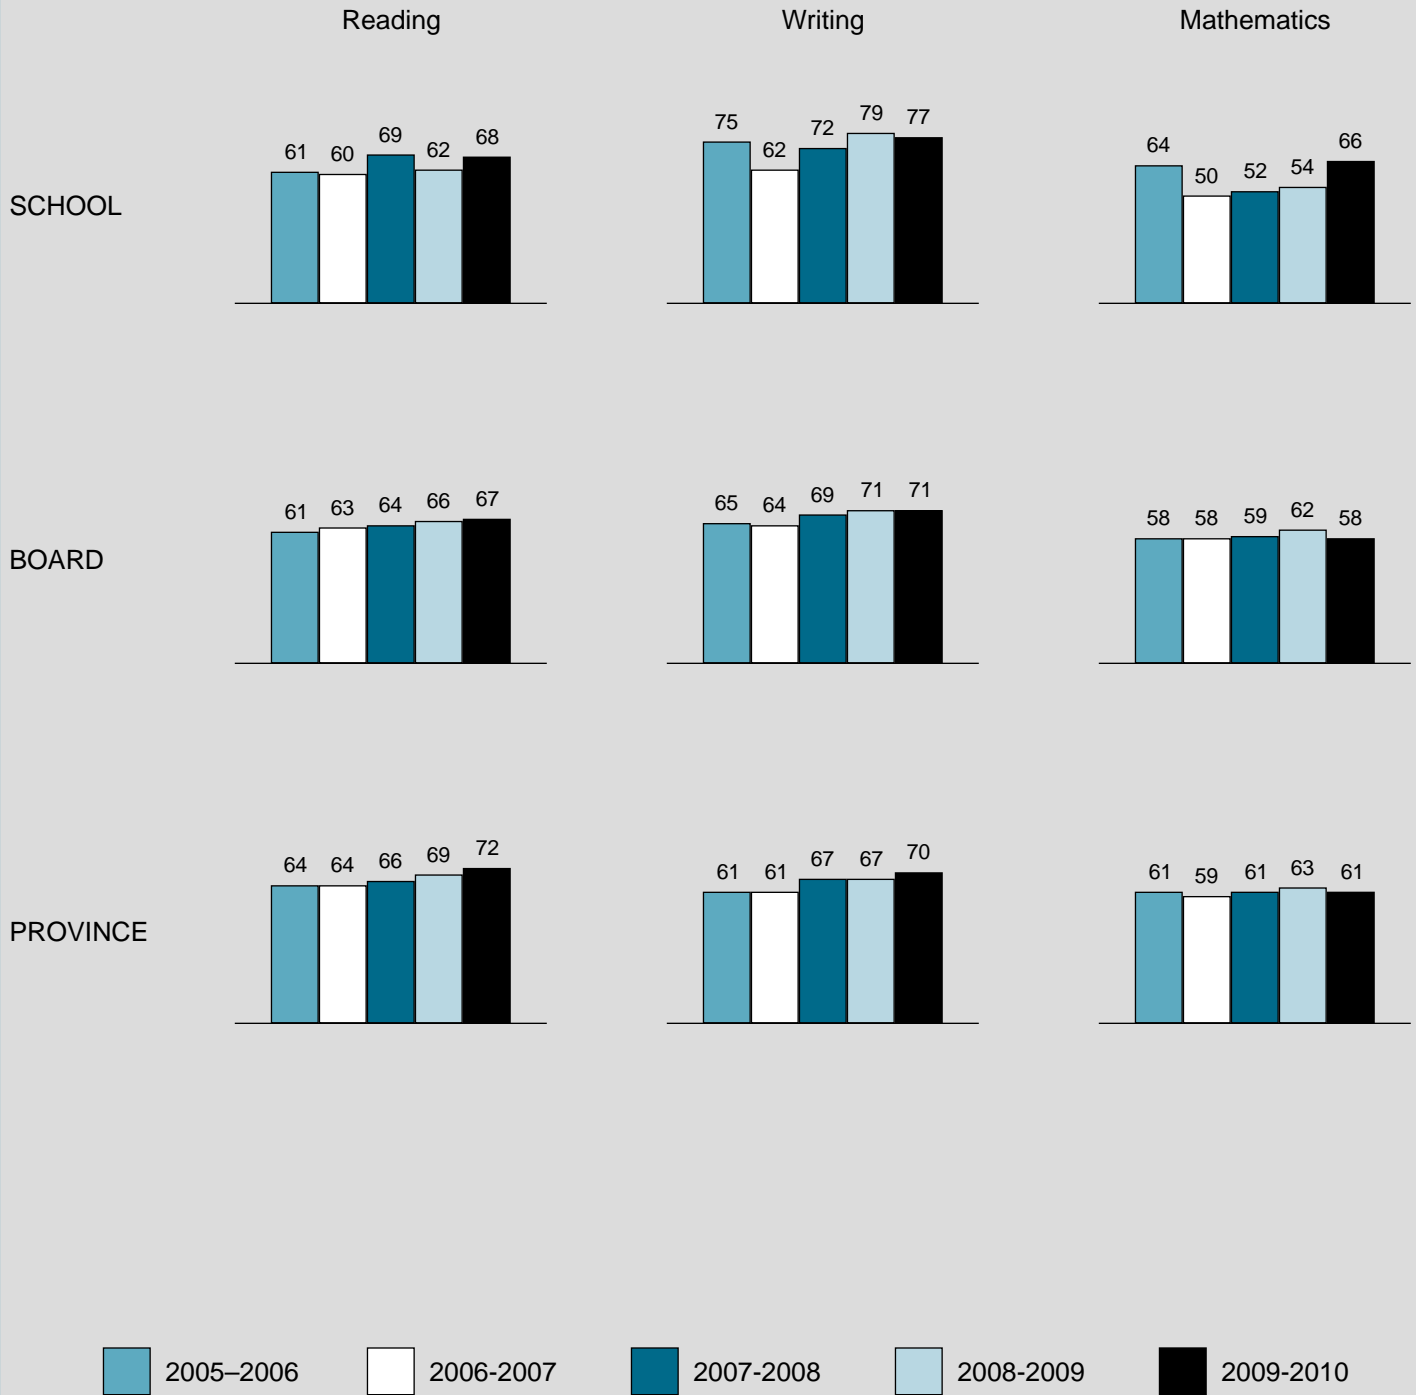 Reading Writing Mathematics
SCHOOL
61 60 69 62 68
75 62 72 79 77
64 50 52 54 66
BOARD
61 63 64 66 67
65 64 69 71 71
58 58 59 62 58
PROVINCE
64 64 66 69 72
61 61 67 67 70
61 59 61 63 61
2005–2006 2006-2007 2007-2008 2008-2009 2009-2010